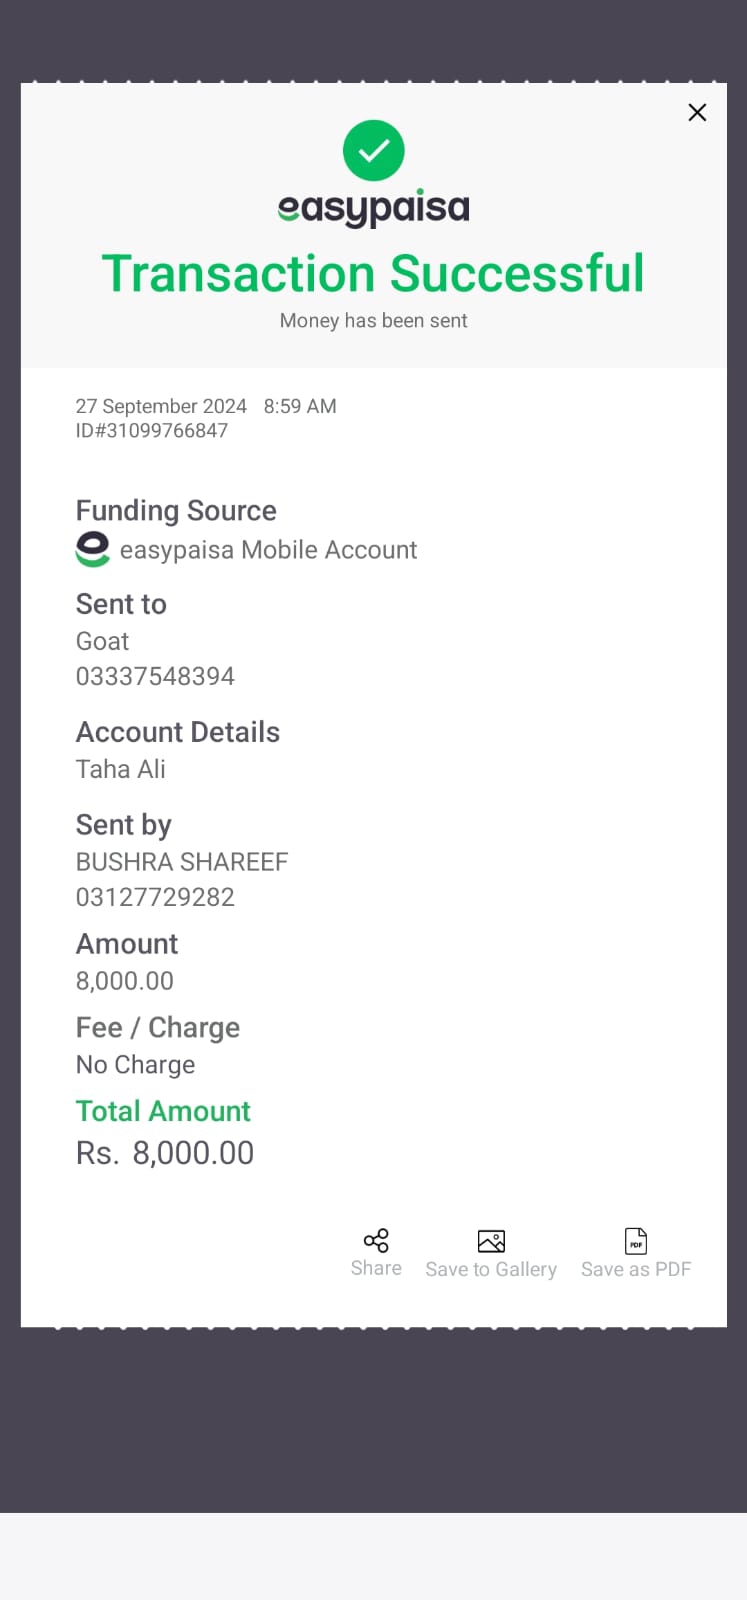 easypaisa
Transaction Successful
Money has been sent
27 September 2024 8:59 AM
ID#31099766847
Funding Source
easypaisa Mobile Account
Sent to
Goat
03337548394
Account Details
Taha Ali
Sent by
BUSHRA SHAREEF
03127729282
Amount
8,000.00
Fee / Charge
No Charge
Total Amount
Rs. 8,000.00
PDF
Share Save to Gallery Save as PDF